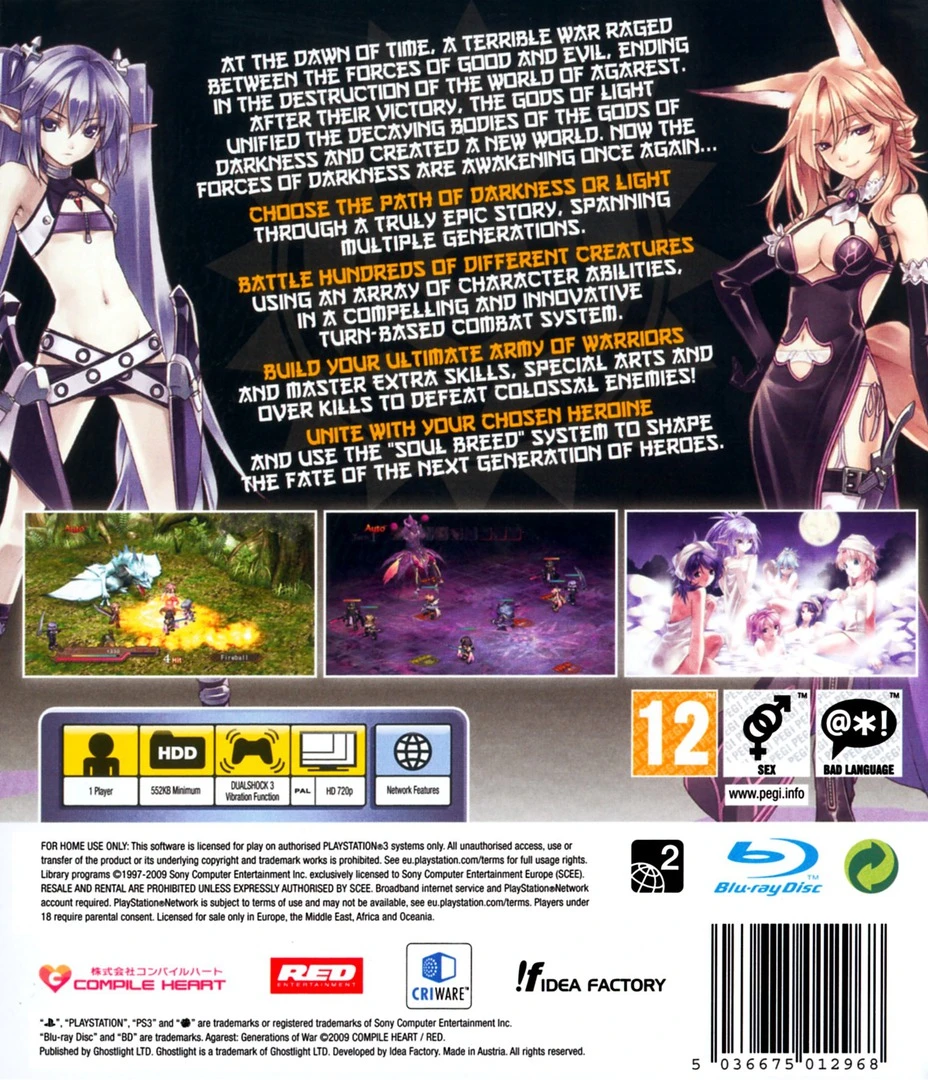 AT THE DAWN OF TIME, A TERRIBLE WAR RAGED
BETWEEN THE FORCES OF GOOD AND EVIL, ENDING
IN THE DESTRUCTION OF THE WORLD OF AGAREST.
AFTER THEIR VICTORY, THE GODS OF LIGHT
UNIFIED THE DECAYING BODIES OF THE GODS OF
DARKNESS AND CREATED A NEW WORLD. NOW THE
FORCES OF DARKNESS ARE AWAKENING ONCE AGAIN...
CHOOSE THE PATH OF DARKNESS OR LIGHT
THROUGH A TRULY EPIC STORY, SPANNING
MULTIPLE GENERATIONS.
BATTLE HUNDREDS OF DIFFERENT CREATURES
USING AN ARRAY OF CHARACTER ABILITIES,
IN A COMPELLING AND INNOVATIVE
TURN-BASED COMBAT SYSTEM.
BUILD YOUR ULTIMATE ARMY OF WARRIORS
AND MASTER EXTRA SKILLS, SPECIAL ARTS AND
OVER KILLS TO DEFEAT COLOSSAL ENEMIES!
UNITE WITH YOUR CHOSEN HEROINE
AND USE THE "SOUL BREED" SYSTEM TO SHAPE
THE FATE OF THE NEXT GENERATION OF HEROES.
Auto
Auto
4 Hit
Fireball
12
TM
@*!
TM
SEX
BAD LANGUAGE
www.pegi.info
HDD
1 Player
552KB Minimum
DUALSHOCK 3
Vibration Function
PAL
HD 720p
Network Features
FOR HOME USE ONLY: This software is licensed for play on authorised PLAYSTATION®3 systems only. All unauthorised access, use or
transfer of the product or its underlying copyright and trademark works is prohibited. See eu.playstation.com/terms for full usage rights.
Library programs ©1997-2009 Sony Computer Entertainment Inc. exclusively licensed to Sony Computer Entertainment Europe (SCEE).
RESALE AND RENTAL ARE PROHIBITED UNLESS EXPRESSLY AUTHORISED BY SCEE. Broadband internet service and PlayStation®Network
account required. PlayStation®Network is subject to terms of use and may not be available, see eu.playstation.com/terms. Players under
18 require parental consent. Licensed for sale only in Europe, the Middle East, Africa and Oceania.
2
Blu-ray Disc
TM
株式会社コンパイルハート
COMPILE HEART
RED
ENTERTAINMENT
CRIWARE™
!f IDEA FACTORY
"", "PLAYSTATION", "PS3" and "" are trademarks or registered trademarks of Sony Computer Entertainment Inc.
"Blu-ray Disc" and "BD" are trademarks. Agarest: Generations of War ©2009 COMPILE HEART / RED.
Published by Ghostlight LTD. Ghostlight is a trademark of Ghostlight LTD. Developed by Idea Factory. Made in Austria. All rights reserved.
5 036675 012968